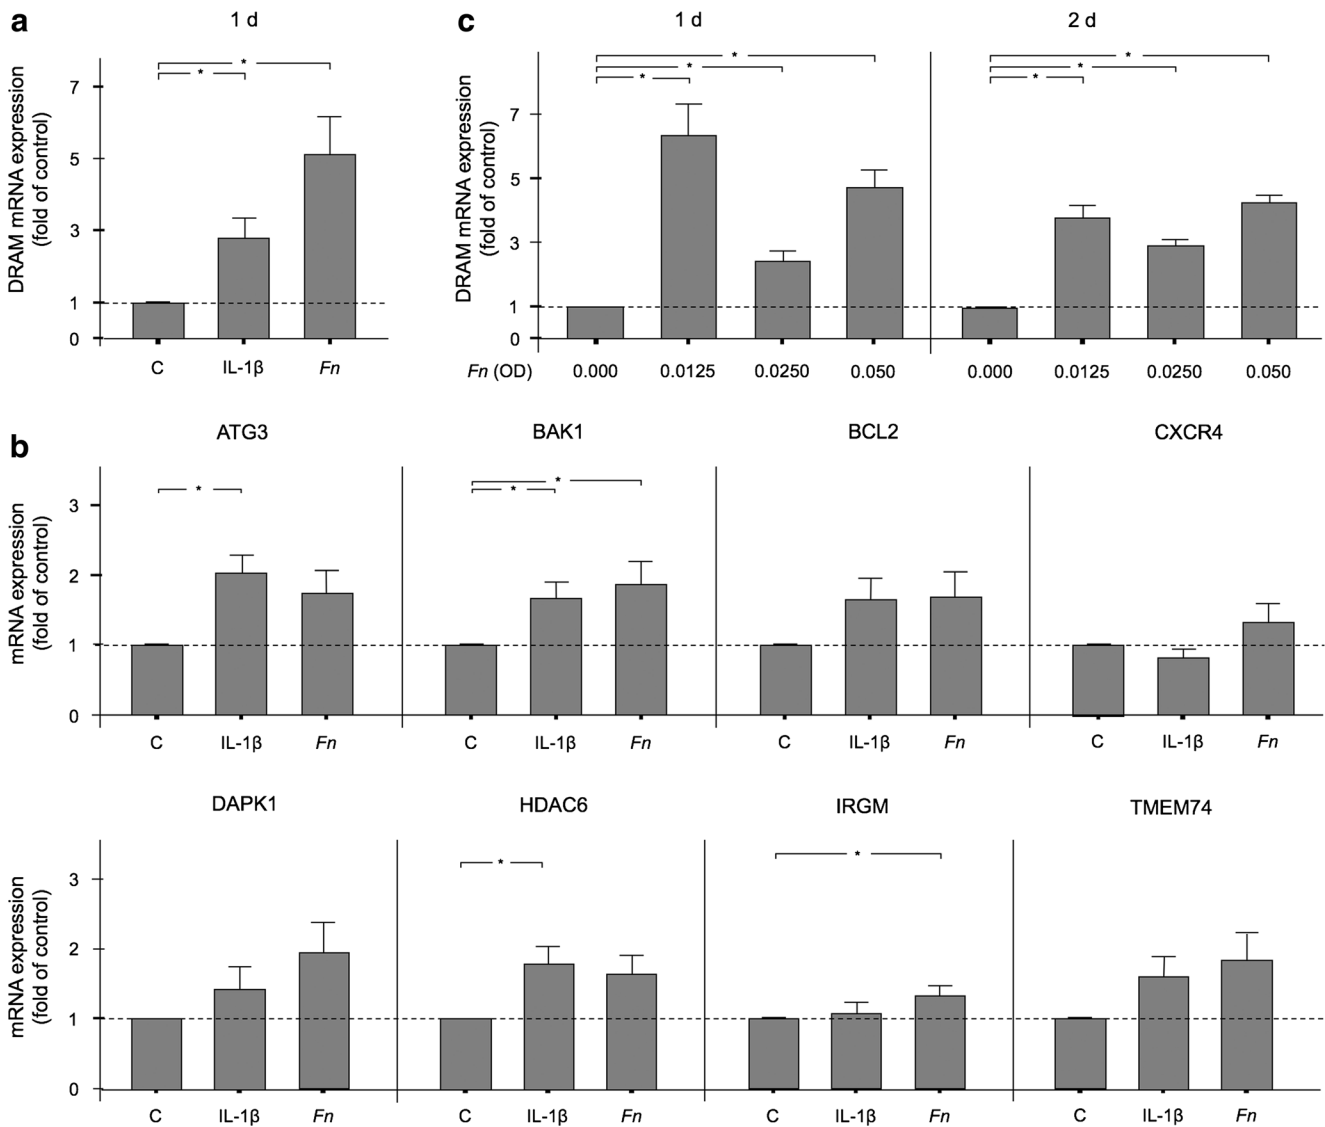 a
1 d
DRAM mRNA expression
(fold of control)
7
5
3
1
0
* *
C IL-1β Fn
c
1 d 2 d
DRAM mRNA expression
(fold of control)
7
5
3
1
0
* * * * * *
Fn (OD) 0.000 0.0125 0.0250 0.050 0.000 0.0125 0.0250 0.050
b
ATG3 BAK1 BCL2 CXCR4
mRNA expression
(fold of control)
3
2
1
0
* * *
C IL-1β Fn C IL-1β Fn C IL-1β Fn C IL-1β Fn
DAPK1 HDAC6 IRGM TMEM74
mRNA expression
(fold of control)
3
2
1
0
* *
C IL-1β Fn C IL-1β Fn C IL-1β Fn C IL-1β Fn